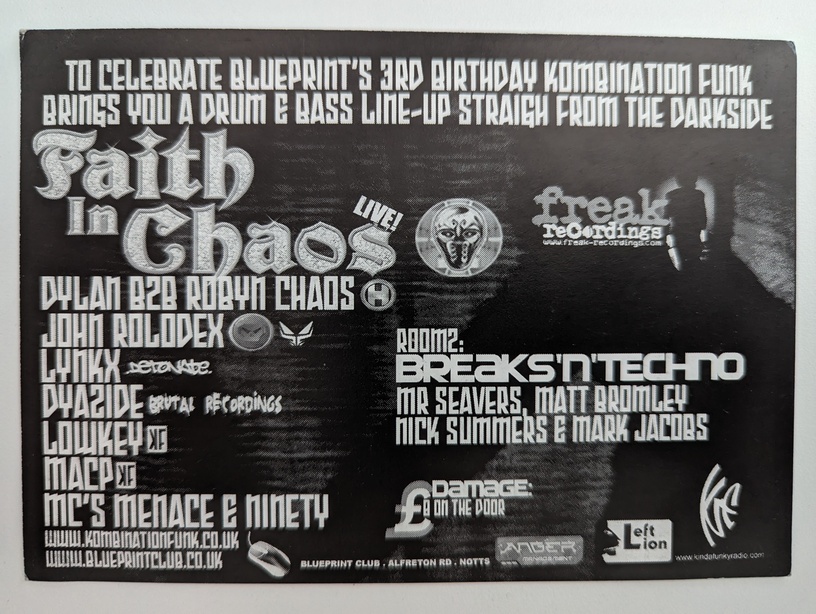 TO CELEBRATE BLUEPRINT'S 3RD BIRTHDAY KOMBINATION FUNK
BRINGS YOU A DRUM & BASS LINE-UP STRAIGH FROM THE DARKSIDE
Faith
In Chaos
LIVE!
freak
recordings
www.freak-recordings.com
DYLAN B2B ROBYN CHAOS
JOHN ROLODEX
LYNKX DETONATE
DYAZIDE BRUTAL RECORDINGS
LOWKEY KF
MACP KF
MC'S MENACE & NINETY
WWW.KOMBINATIONFUNK.CO.UK
WWW.BLUEPRINTCLUB.CO.UK
ROOM2:
BREAKS'N'TECHNO
MR SEAVERS, MATT BROMLEY
NICK SUMMERS & MARK JACOBS
DAMAGE:
£8 ON THE DOOR
BLUEPRINT CLUB . ALFRETON RD . NOTTS
ANGER
MANAGEMENT
Left
Lion
www.kindafunkyradio.com